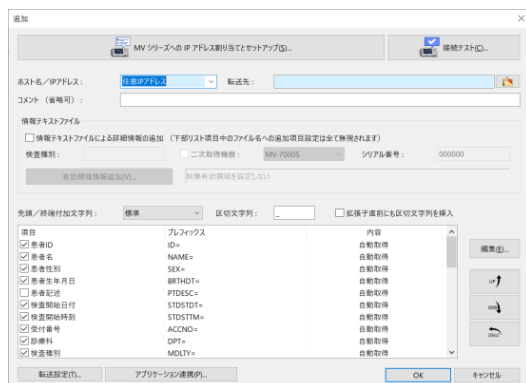 追加
MV シリーズへの IP アドレス割り当てとセットアップ(S)...
接続テスト(C)...
ホスト名/IPアドレス:
任意IPアドレス
転送先:
コメント (省略可) :
情報テキストファイル
情報テキストファイルによる詳細情報の追加 (下部リスト項目中のファイル名への追加項目設定は全て無視されます)
検査種別:
二次取得機器:
MV-7000S
シリアル番号:
000000
有効領域情報追加(V)...
映像有効領域を設定しない
先頭/終端付加文字列:
標準
区切文字列:
_
拡張子直前にも区切文字列を挿入
項目 プレフィックス 内容
患者ID ID= 自動取得
患者名 NAME= 自動取得
患者性別 SEX= 自動取得
患者生年月日 BRTHDT= 自動取得
患者記述 PTDESC= 自動取得
検査開始日付 STDSTDT= 自動取得
検査開始時刻 STDSTTM= 自動取得
受付番号 ACCNO= 自動取得
診療科 DPT= 自動取得
検査種別 MDLTY= 自動取得
編集(E)...
UP
転送設定(T)...
アプリケーション連携(P)...
OK
キャンセル